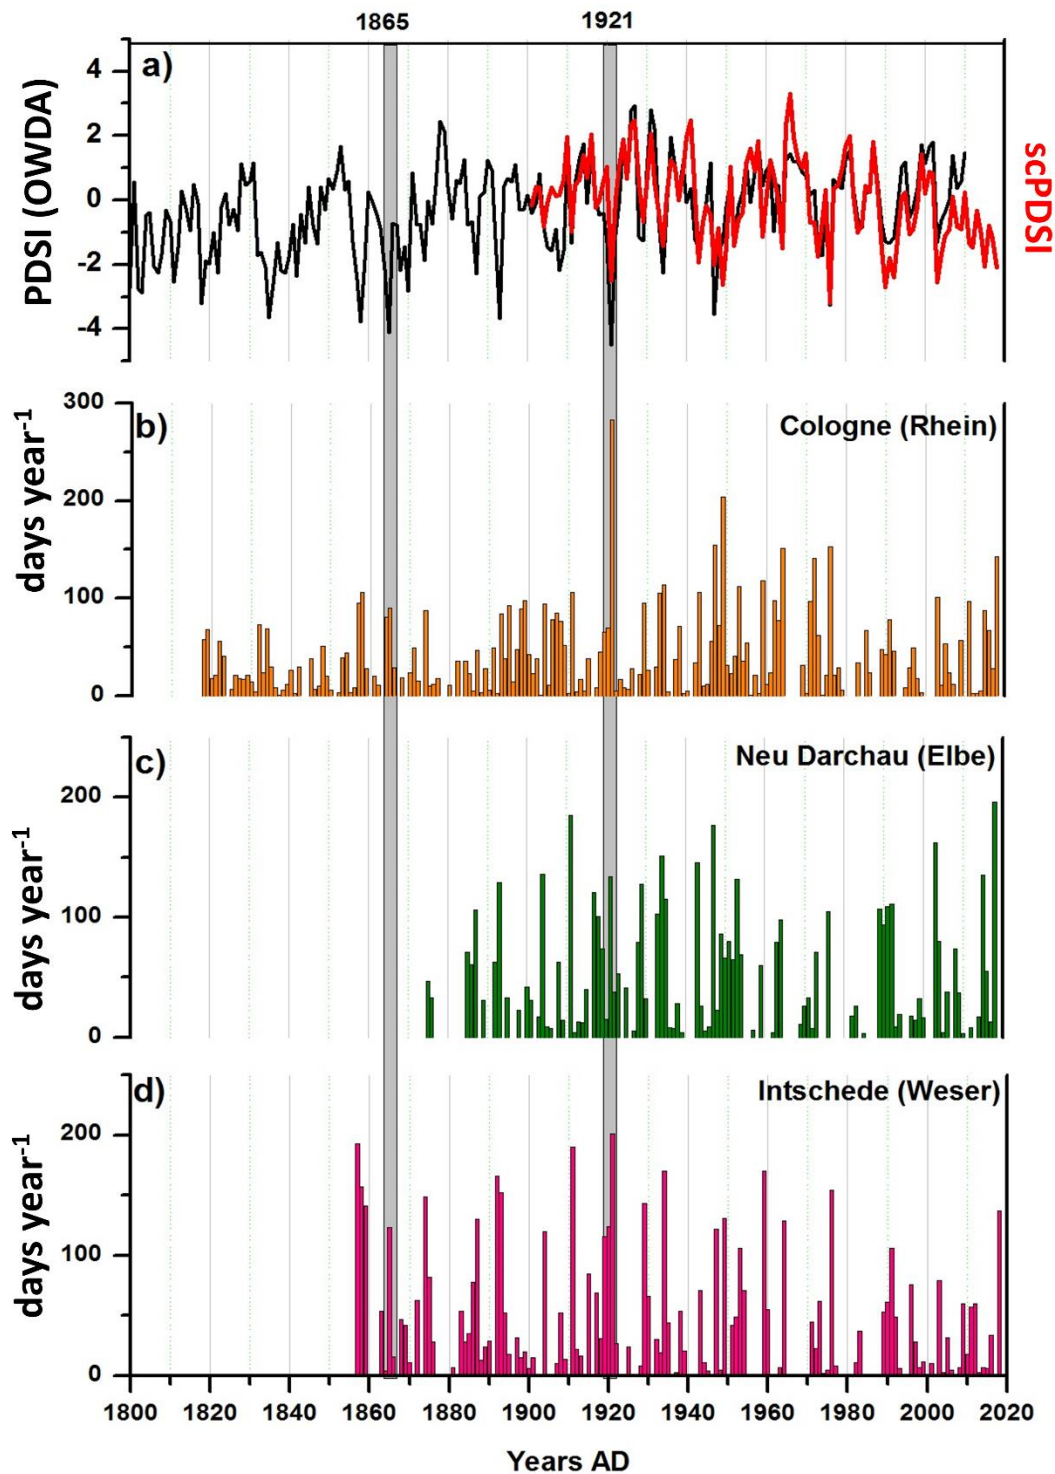 1865 1921
a)
PDSI (OWDA)
4
2
0
-2
-4
scPDSI
b)
Cologne (Rhein)
days year-1
300
200
100
0
c)
Neu Darchau (Elbe)
days year-1
200
100
0
d)
Intschede (Weser)
days year-1
200
100
0
1800 1820 1840 1860 1880 1900 1920 1940 1960 1980 2000 2020
Years AD